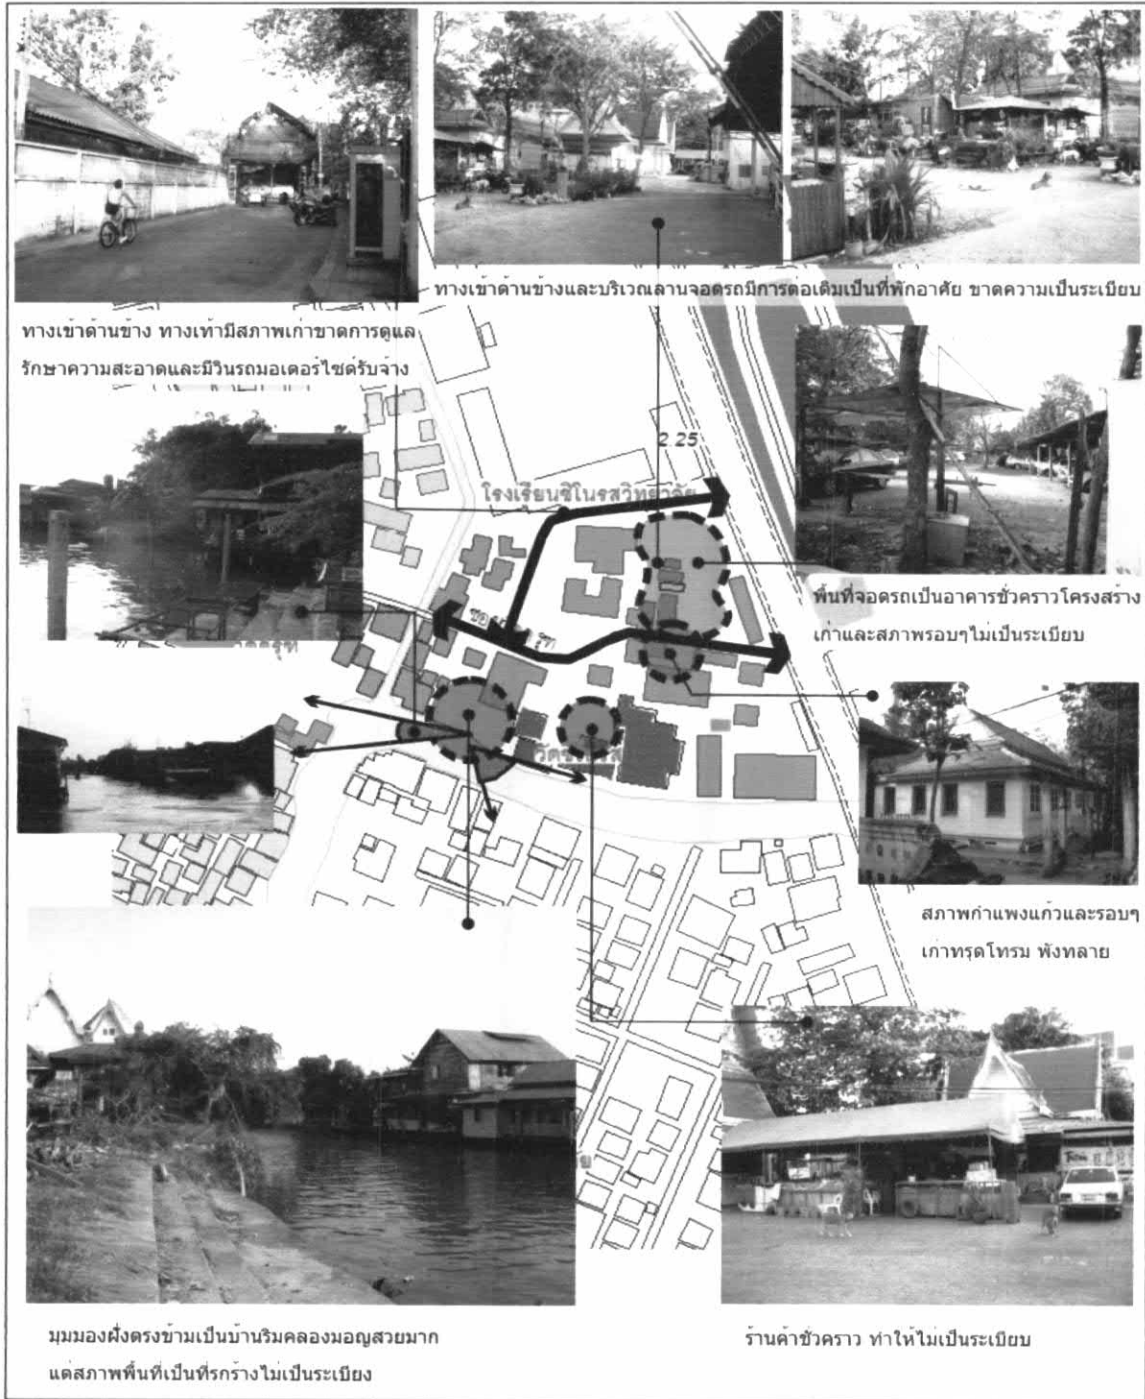 ทางเข้าด้านข้างและบริเวณลานจอดรถมีการต่อเติมเป็นที่พักอาศัย ขาดความเป็นระเบียบ
ทางเข้าด้านข้าง ทางเท้ามีสภาพเก่าขาดการดูแล
รักษาความสะอาดและมีวินรถมอเตอร์ไซด์รับจ้าง
2.25
โรงเรียนชิโนรสวิทยาลัย
พื้นที่จอดรถเป็นอาคารชั่วคราวโครงสร้าง
เก่าและสภาพรอบๆไม่เป็นระเบียบ
สภาพกำแพงแก้วและรอบๆ
เก่าทรุดโทรม พังทลาย
มุมมองฝั่งตรงข้ามเป็นบ้านริมคลองมอญสวยมาก
แต่สภาพพื้นที่เป็นที่รกร้างไม่เป็นระเบียง
ร้านค้าชั่วคราว ทำให้ไม่เป็นระเบียบ